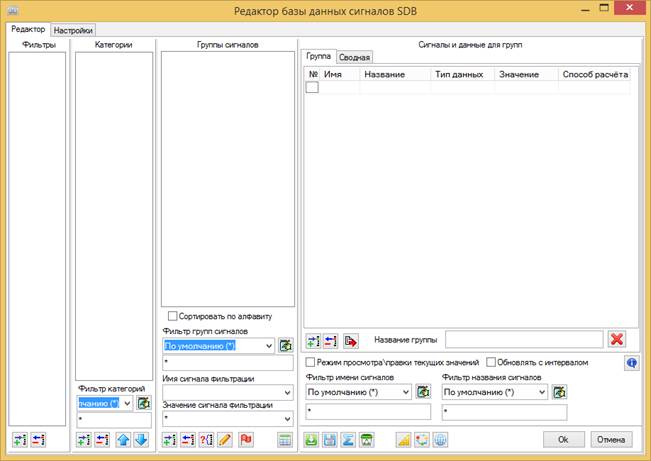 Редактор базы данных сигналов SDB
Редактор Настройки
Фильтры
Категории
Группы сигналов
Сигналы и данные для групп
Группа Сводная
№ Имя Название Тип данных Значение Способ расчёта
Сортировать по алфавиту
Фильтр групп сигналов
По умолчанию (*)
*
Имя сигнала фильтрации
Значение сигнала фильтрации
*
Фильтр категорий
лчанию (*)
*
Название группы
Режим просмотра\правки текущих значений
Обновлять с интервалом
Фильтр имени сигналов
Фильтр названия сигналов
По умолчанию (*)
По умолчанию (*)
*
*
Ok
Отмена